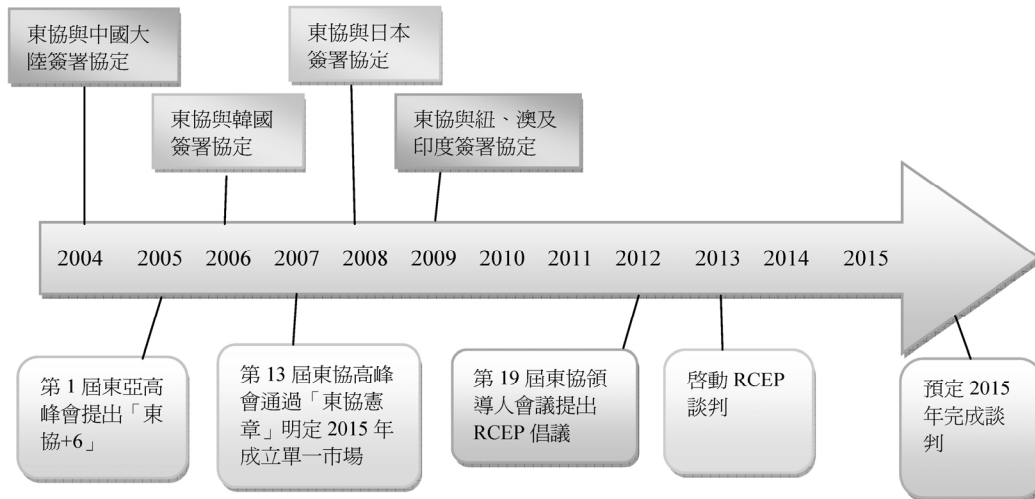 東協與中國大
陸簽署協定
東協與韓國
簽署協定
東協與日本
簽署協定
東協與紐、澳及
印度簽署協定
2004 2005 2006 2007 2008 2009 2010 2011 2012 2013 2014 2015
第 1 屆東亞高
峰會提出「東
協+6」
第 13 屆東協高峰
會通過「東協憲
章」明定 2015 年
成立單一市場
第 19 屆東協領
導人會議提出
RCEP 倡議
啓動 RCEP
談判
預定 2015
年完成談
判